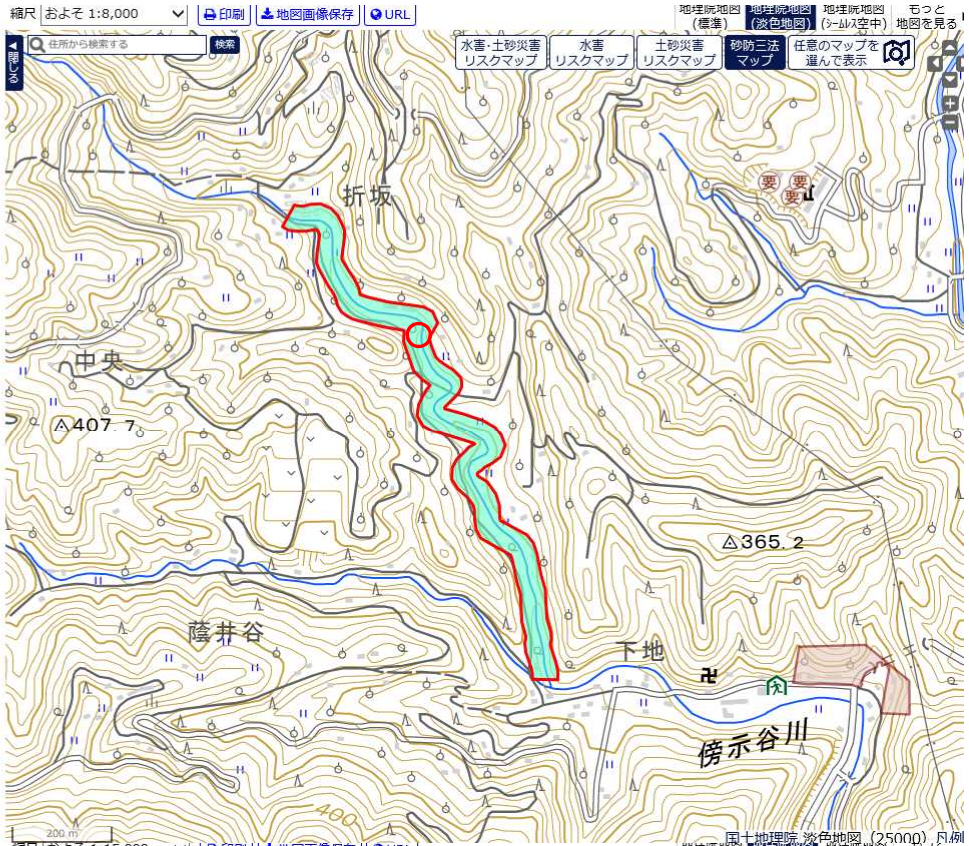 縮尺 およそ 1:8,000 印刷 地図画像保存 URL
地理院地図 (標準)
地理院地図 (淡色地図)
地理院地図 (シームレス空中)
もっと 地図を見る
閉じる
住所から検索する 検索
水害・土砂災害 リスクマップ
水害 リスクマップ
土砂災害 リスクマップ
砂防三法 マップ
任意のマップを 選んで表示
折坂
要 要
要
中央
407.7
365.2
蔭井谷
下地
傍示谷川
400
200 m
国土地理院 淡色地図（25000）凡例